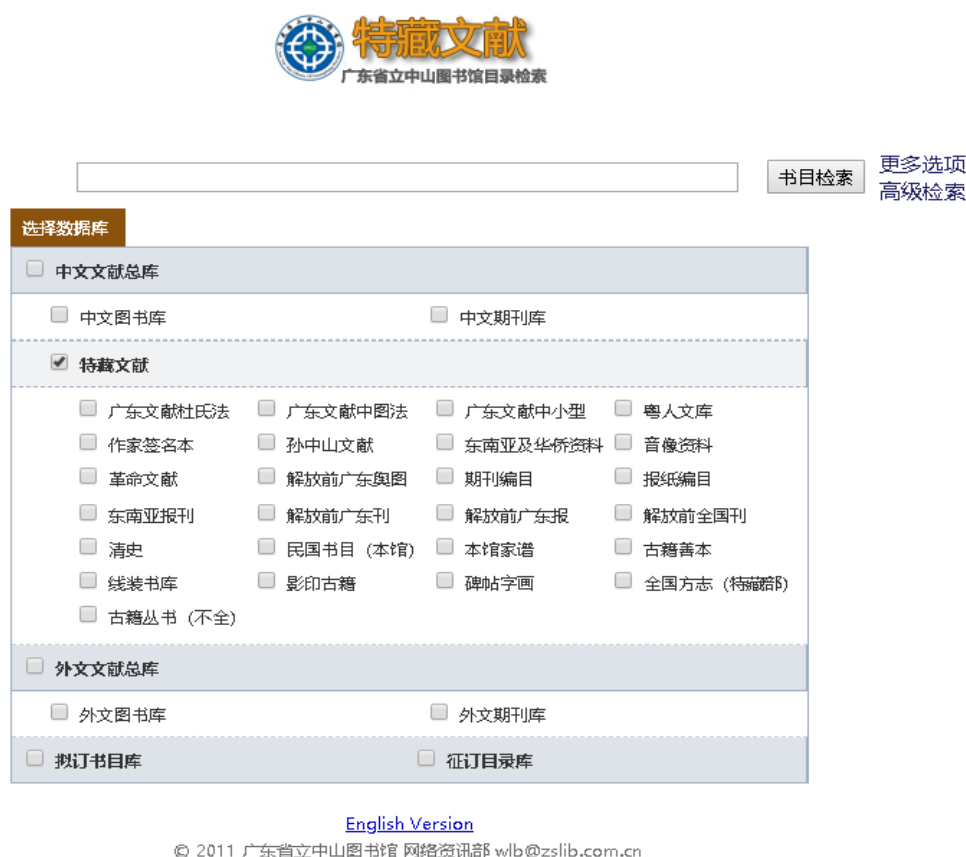 特藏文献
广东省立中山图书馆目录检索
书目检索 更多选项
高级检索
选择数据库
中文文献总库
中文图书库 中文期刊库
特藏文献
广东文献杜氏法 广东文献中图法 广东文献中小型 粤人文库
作家签名本 孙中山文献 东南亚及华侨资料 音像资料
革命文献 解放前广东舆图 期刊编目 报纸编目
东南亚报刊 解放前广东刊 解放前广东报 解放前全国刊
清史 民国书目 (本馆) 本馆家谱 古籍善本
线装书库 影印古籍 碑帖字画 全国方志 (特藏部)
古籍丛书 (不全)
外文文献总库
外文图书库 外文期刊库
拟订书目库 征订目录库
English Version
© 2011 广东省立中山图书馆 网络资讯部 wlb@zslib.com.cn